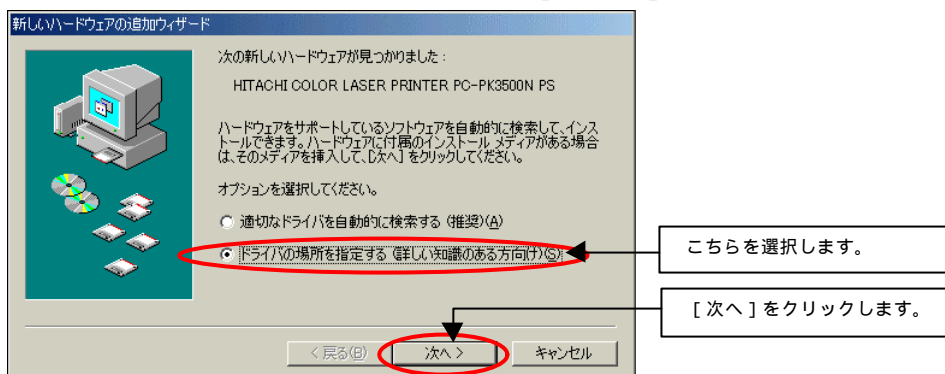 新しいハードウェアの追加ウィザード
次の新しいハードウェアが見つかりました :
HITACHI COLOR LASER PRINTER PC-PK3500N PS
ハードウェアをサポートしているソフトウェアを自動的に検索して、インス
トールできます。ハードウェアに付属のインストール メディアがある場合
は、そのメディアを挿入して、[次へ] をクリックしてください。
オプションを選択してください。
適切なドライバを自動的に検索する (推奨)(A)
ドライバの場所を指定する (詳しい知識のある方向け)(S)
こちらを選択します。
[ 次へ ] をクリックします。
< 戻る(B)
次へ >
キャンセル